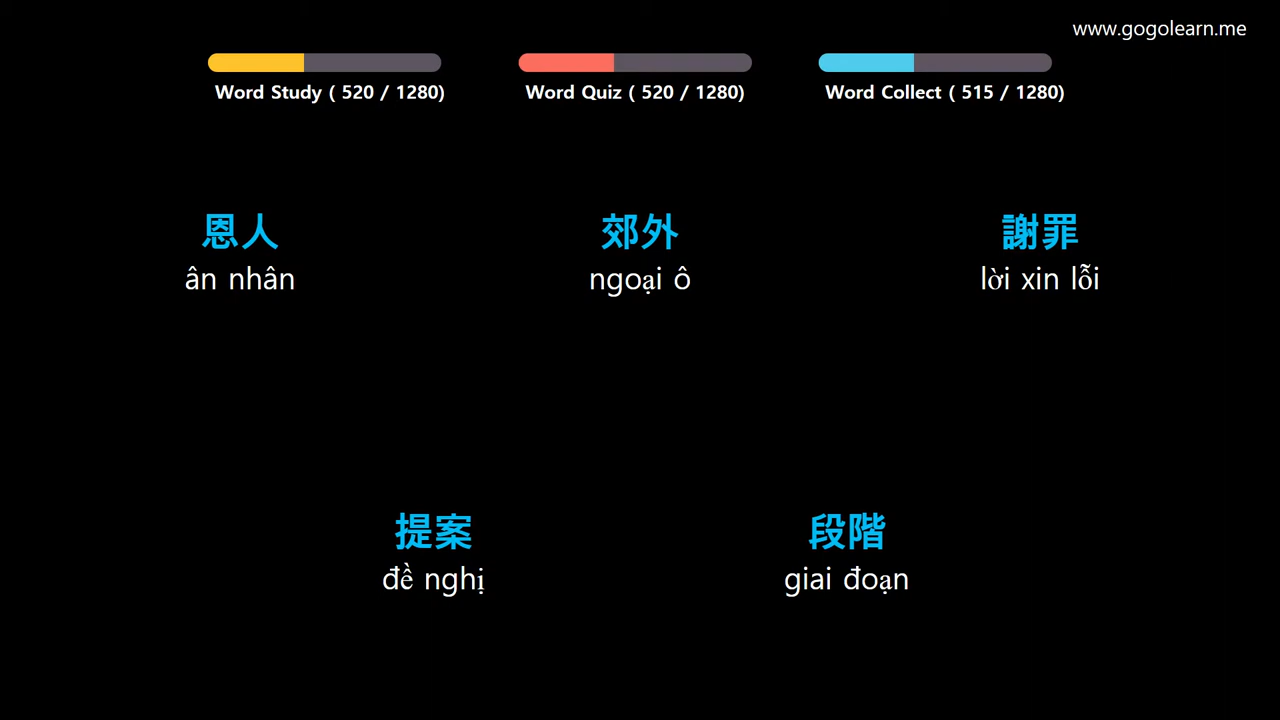 www.gogolearn.me
Word Study ( 520 / 1280)
Word Quiz ( 520 / 1280)
Word Collect ( 515 / 1280)
恩人
ân nhân
郊外
ngoại ô
謝罪
lời xin lỗi
提案
đề nghị
段階
giai đoạn